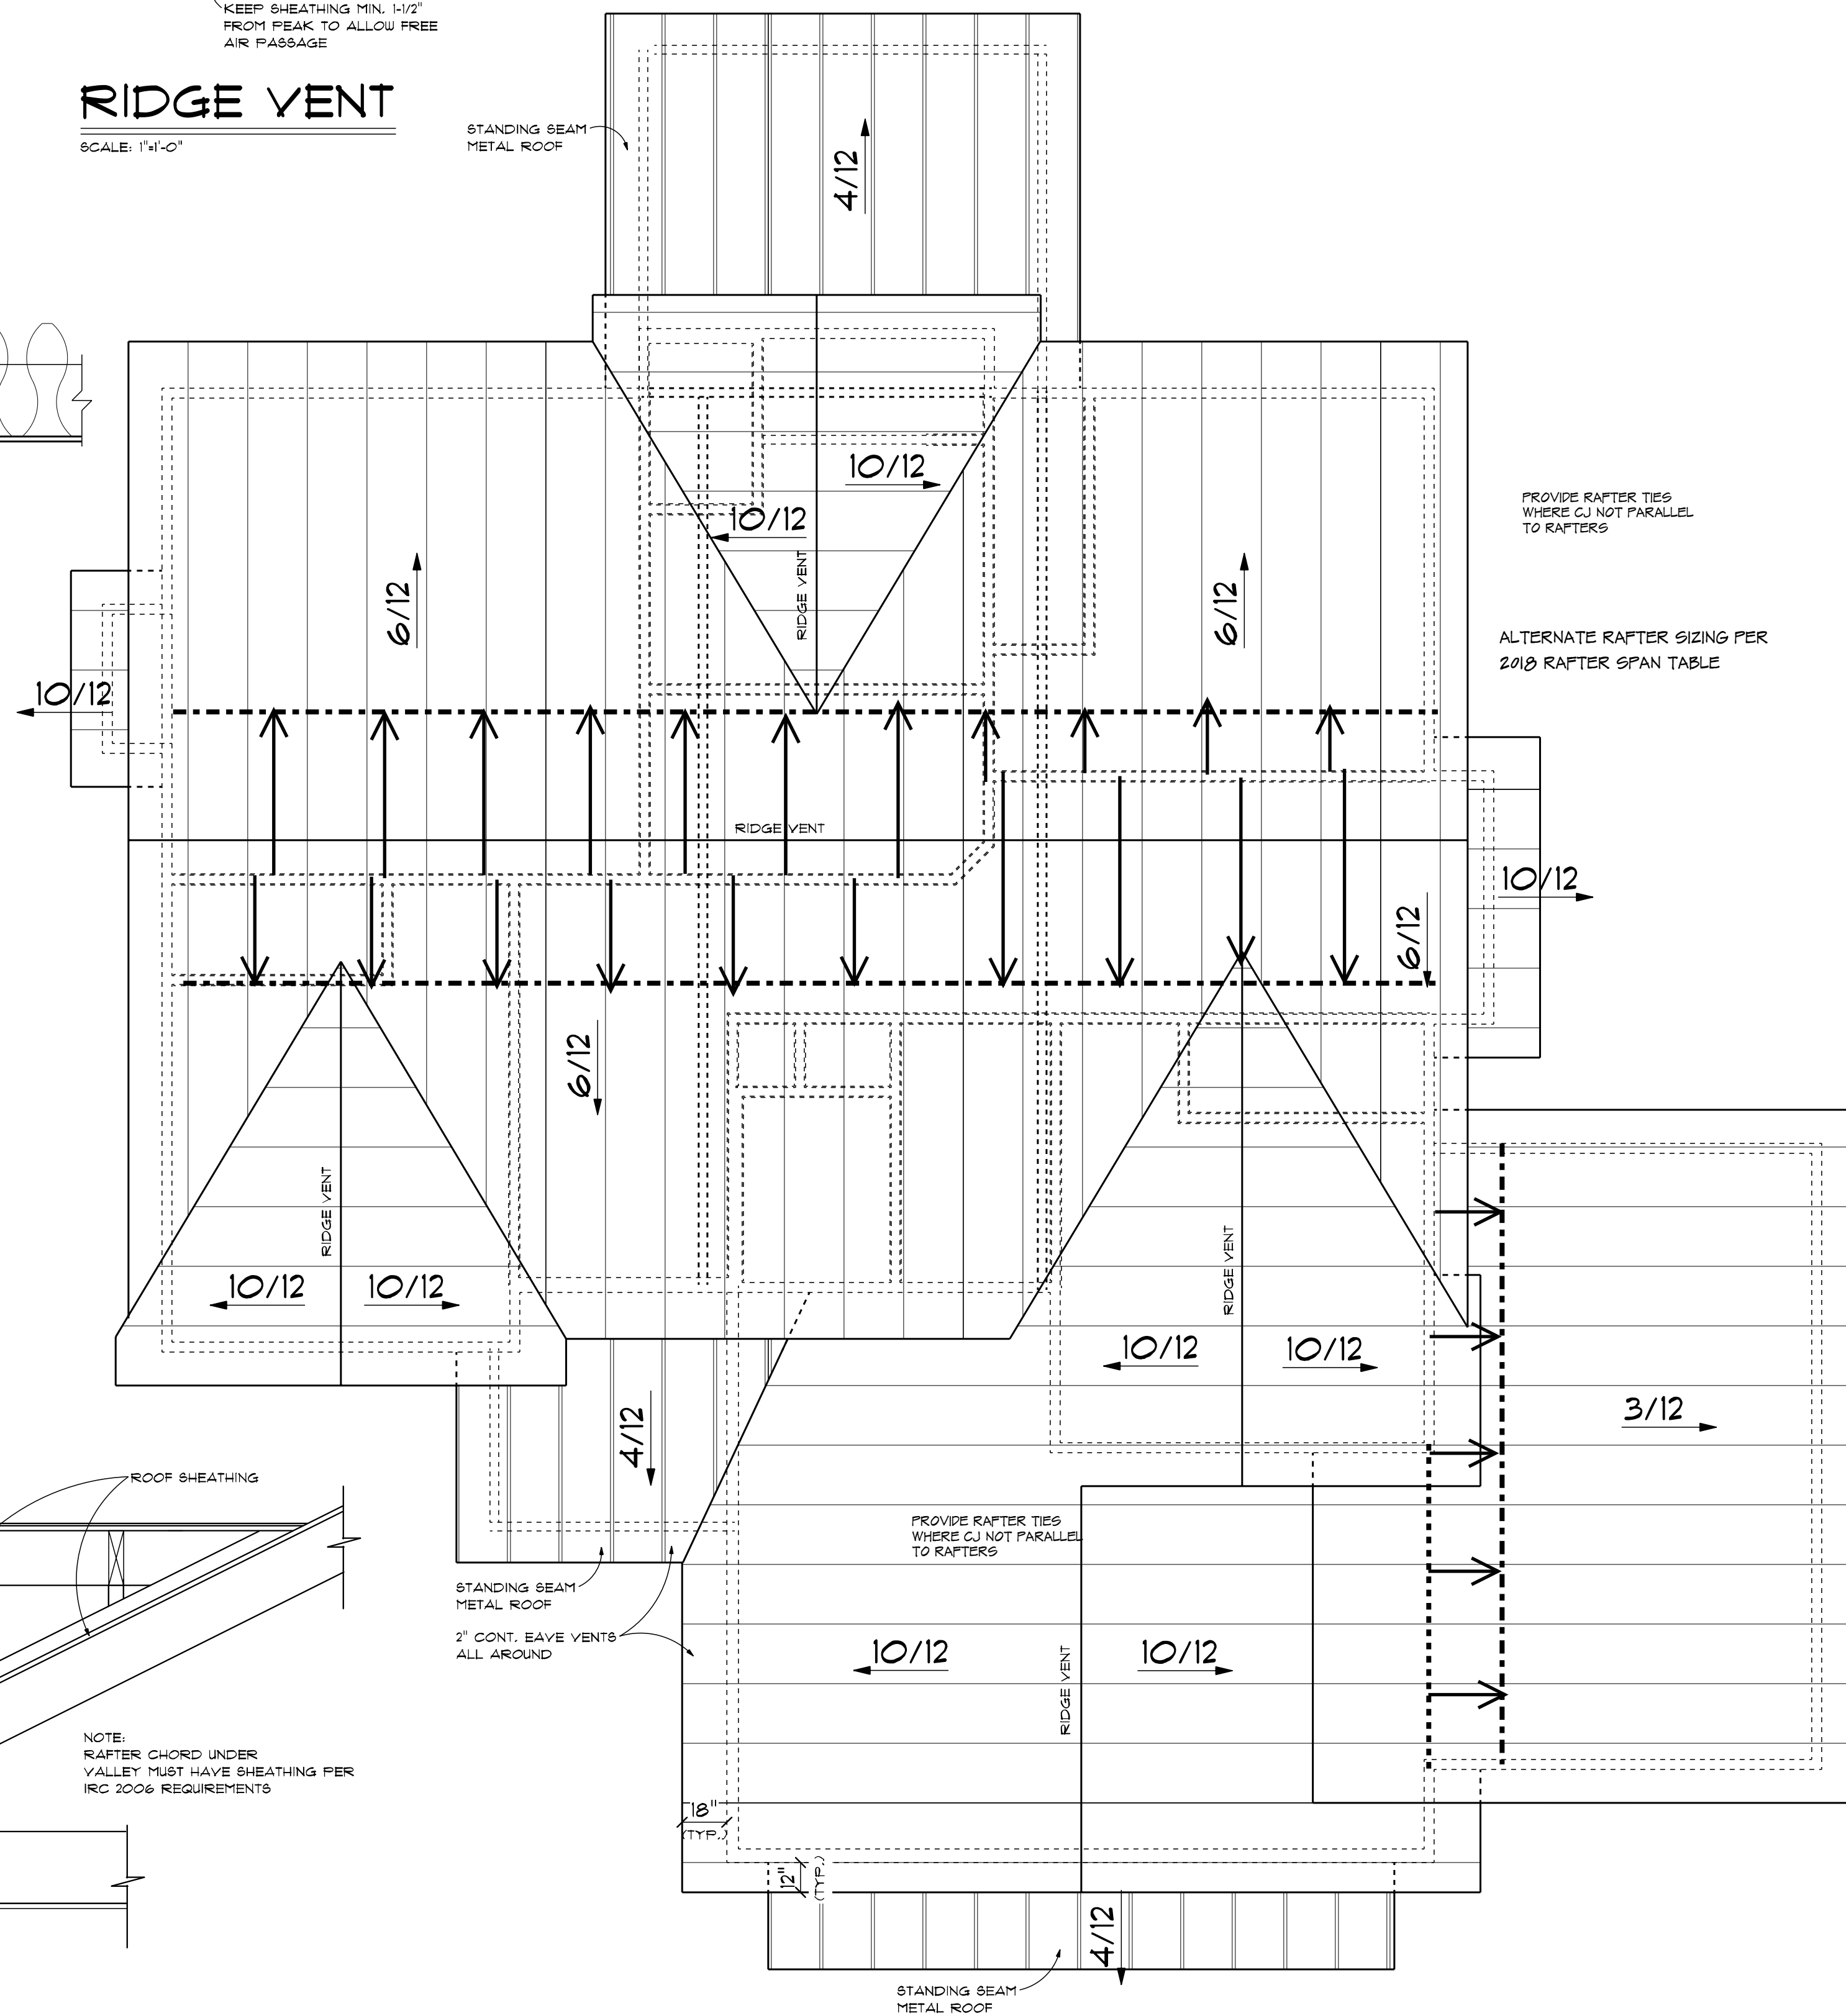 KEEP SHEATHING MIN. 1-1/2"
FROM PEAK TO ALLOW FREE
AIR PASSAGE
RIDGE VENT
SCALE: 1"=1'-0"
STANDING SEAM
METAL ROOF
4/12
10/12
10/12
RIDGE VENT
PROVIDE RAFTER TIES
WHERE CJ NOT PARALLEL
TO RAFTERS
6/12
6/12
ALTERNATE RAFTER SIZING PER
2018 RAFTER SPAN TABLE
10/12
RIDGE VENT
10/12
6/12
6/12
RIDGE VENT
10/12
10/12
RIDGE VENT
10/12
10/12
3/12
4/12
ROOF SHEATHING
PROVIDE RAFTER TIES
WHERE CJ NOT PARALLEL
TO RAFTERS
STANDING SEAM
METAL ROOF
2" CONT. EAVE VENTS
ALL AROUND
10/12
10/12
RIDGE VENT
NOTE:
RAFTER CHORD UNDER
VALLEY MUST HAVE SHEATHING PER
IRC 2006 REQUIREMENTS
18"
(TYP.)
12"
(TYP.)
4/12
STANDING SEAM
METAL ROOF